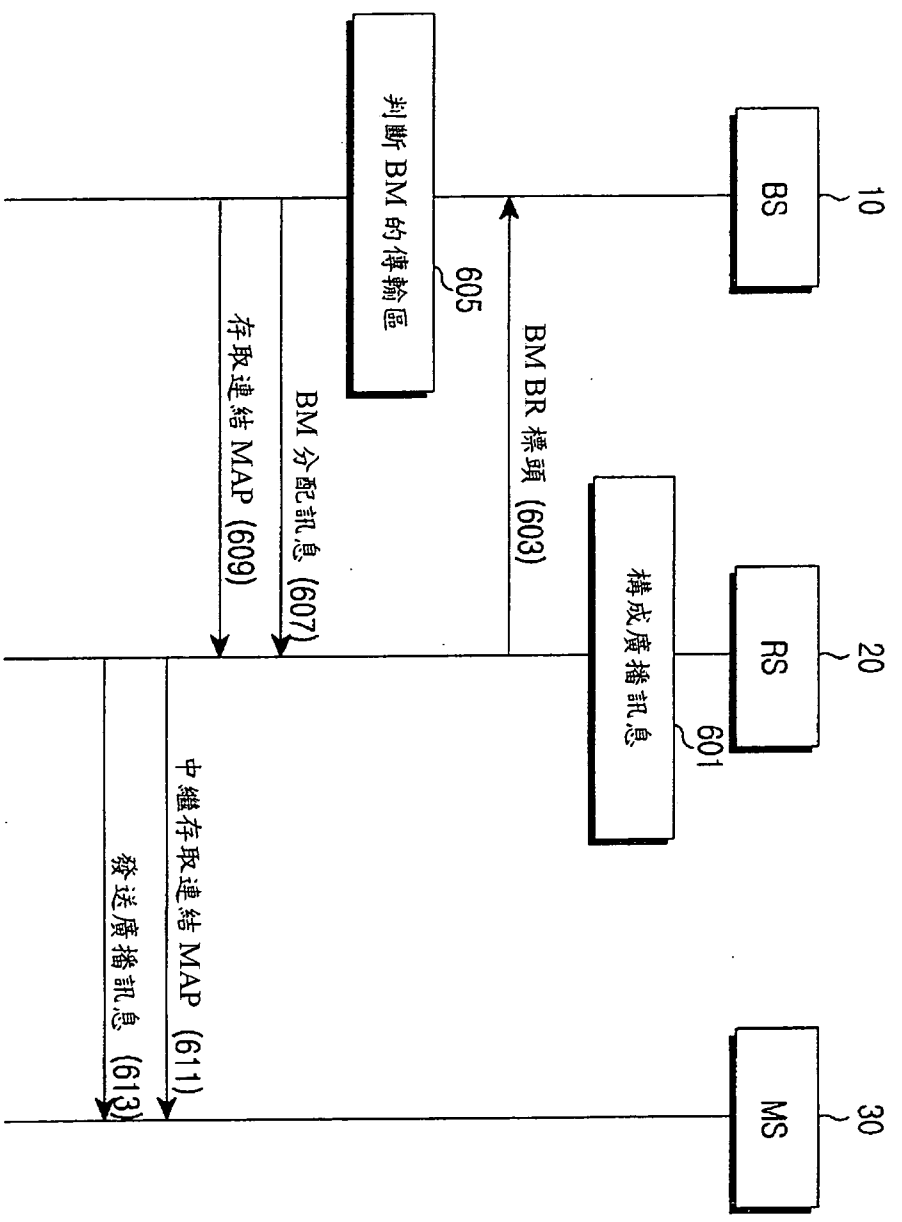 10
20
30
BS
RS
MS
601
構成廣播訊息
BM BR 標頭 (603)
605
判斷 BM 的傳輸區
BM 分配訊息 (607)
存取連結 MAP (609)
中繼存取連結 MAP (611)
發送廣播訊息 (613)